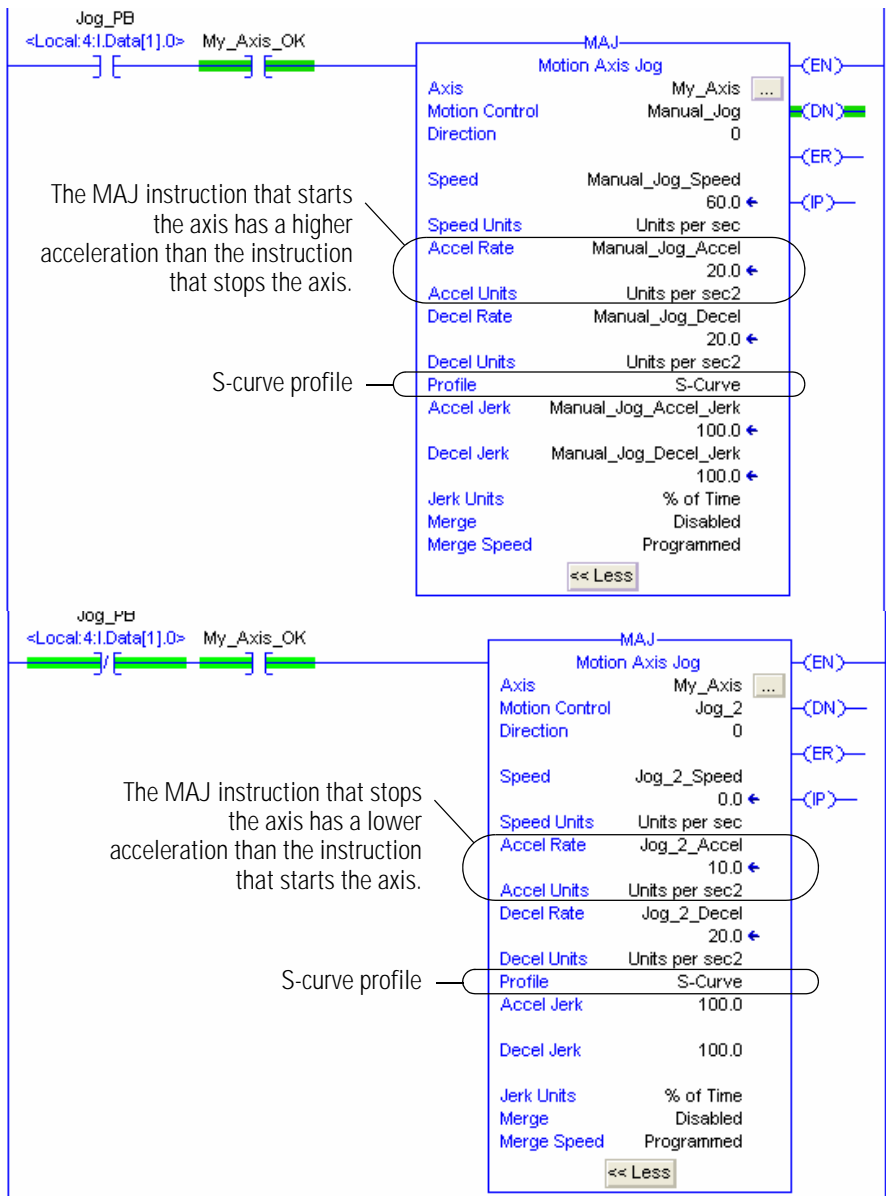 Jog_PB
<Local:4:I.Data[1].0> My_Axis_OK
MAJ
Motion Axis Jog
(EN)
Axis My_Axis ...
Motion Control Manual_Jog
(DN)
Direction 0
(ER)
Speed Manual_Jog_Speed
60.0
(IP)
Speed Units Units per sec
The MAJ instruction that starts
the axis has a higher
acceleration than the instruction
that stops the axis.
Accel Rate Manual_Jog_Accel
20.0
Accel Units Units per sec2
Decel Rate Manual_Jog_Decel
20.0
Decel Units Units per sec2
S-curve profile
Profile S-Curve
Accel Jerk Manual_Jog_Accel_Jerk
100.0
Decel Jerk Manual_Jog_Decel_Jerk
100.0
Jerk Units % of Time
Merge Disabled
Merge Speed Programmed
<< Less
Jog_PB
<Local:4:I.Data[1].0> My_Axis_OK
MAJ
Motion Axis Jog
(EN)
Axis My_Axis ...
Motion Control Jog_2
(DN)
Direction 0
(ER)
Speed Jog_2_Speed
0.0
(IP)
Speed Units Units per sec
The MAJ instruction that stops
the axis has a lower
acceleration than the instruction
that starts the axis.
Accel Rate Jog_2_Accel
10.0
Accel Units Units per sec2
Decel Rate Jog_2_Decel
20.0
Decel Units Units per sec2
S-curve profile
Profile S-Curve
Accel Jerk 100.0
Decel Jerk 100.0
Jerk Units % of Time
Merge Disabled
Merge Speed Programmed
<< Less